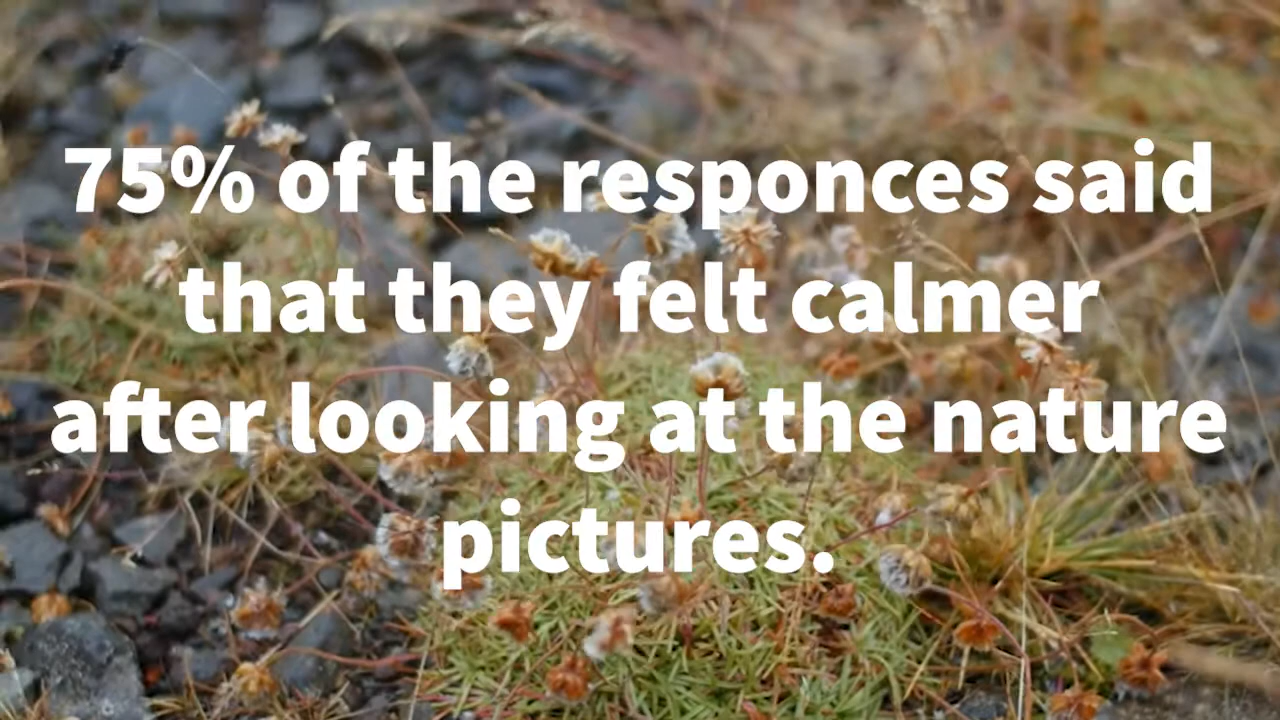 75% of the responces said
that they felt calmer
after looking at the nature
pictures.